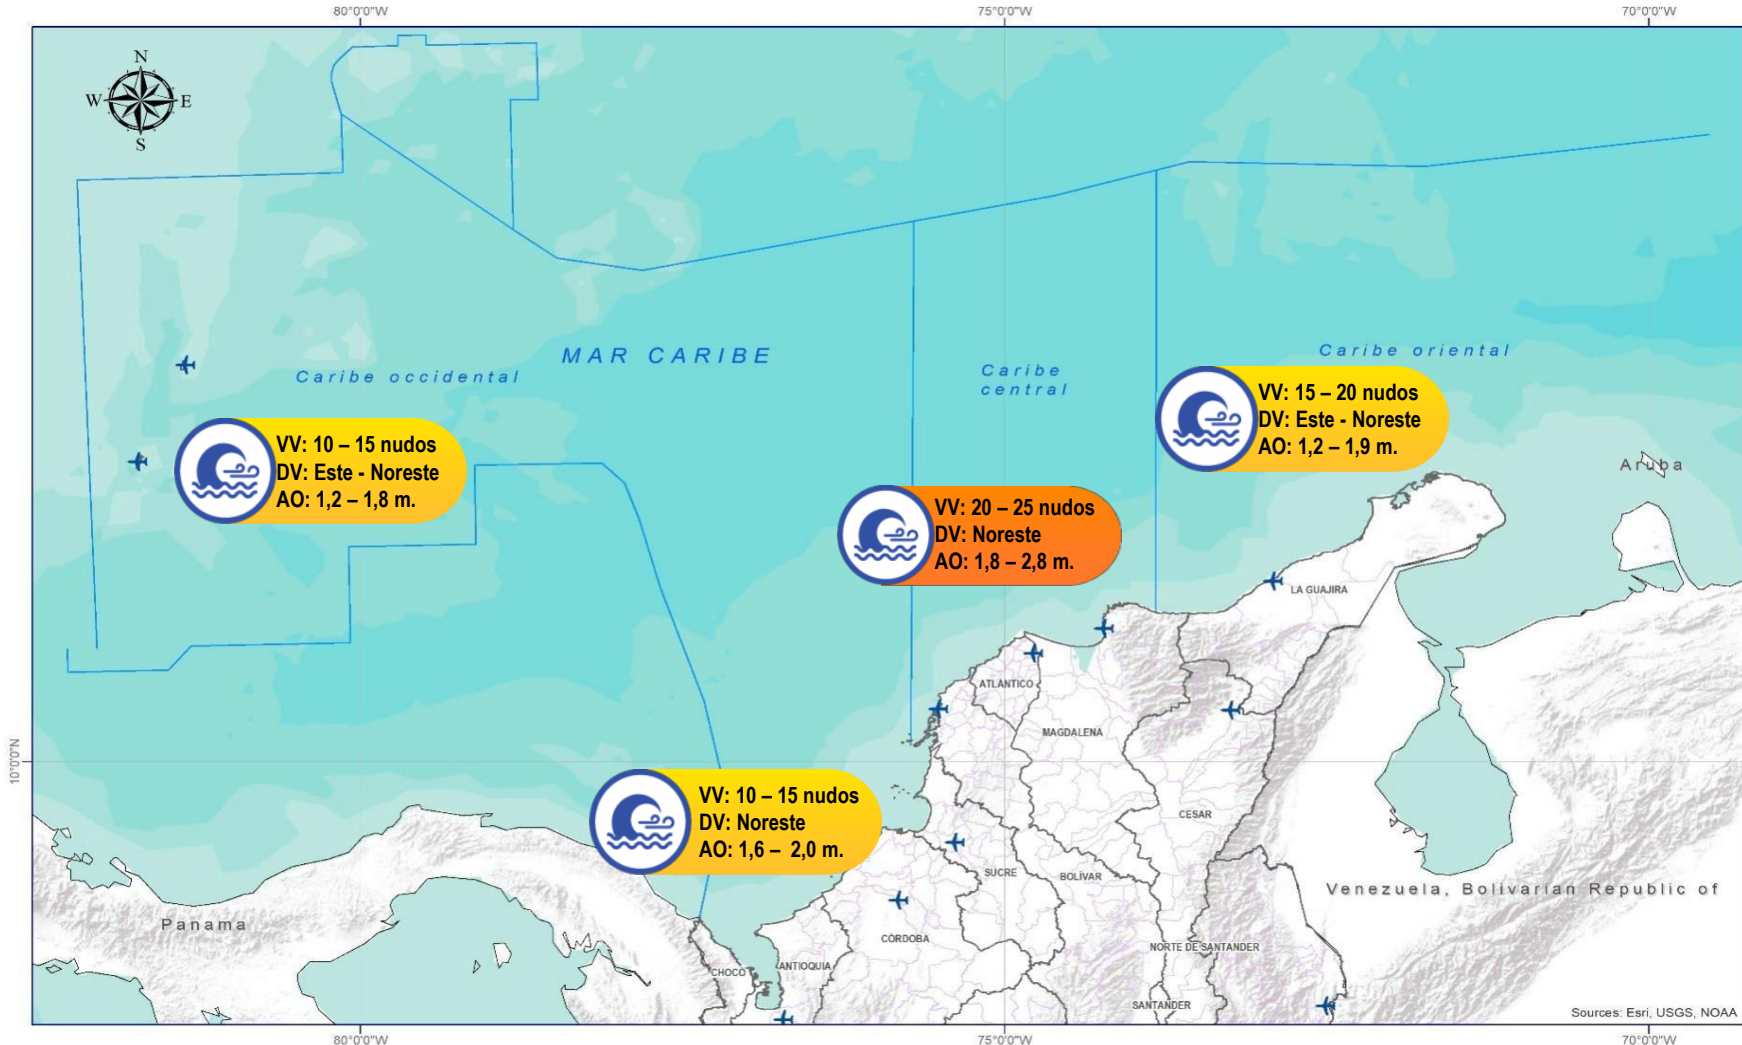 80°0'0"W
75°0'0"W
70°0'0"W
N
W
E
S
MAR CARIBE
Caribe occidental
Caribe
central
Caribe oriental
VV: 15 – 20 nudos
DV: Este - Noreste
AO: 1,2 – 1,9 m.
VV: 10 – 15 nudos
DV: Este - Noreste
AO: 1,2 – 1,8 m.
Aruba
VV: 20 – 25 nudos
DV: Noreste
AO: 1,8 – 2,8 m.
LA GUAJIRA
ATLÁNTICO
MAGDALENA
10°0'0"N
VV: 10 – 15 nudos
DV: Noreste
AO: 1,6 – 2,0 m.
CESAR
SUCRE
BOLÍVAR
Venezuela, Bolivarian Republic of
Panama
CÓRDOBA
NORTE DE SANTANDER
CHOCÓ
ANTIOQUIA
SANTANDER
Sources: Esri, USGS, NOAA
80°0'0"W
75°0'0"W
70°0'0"W